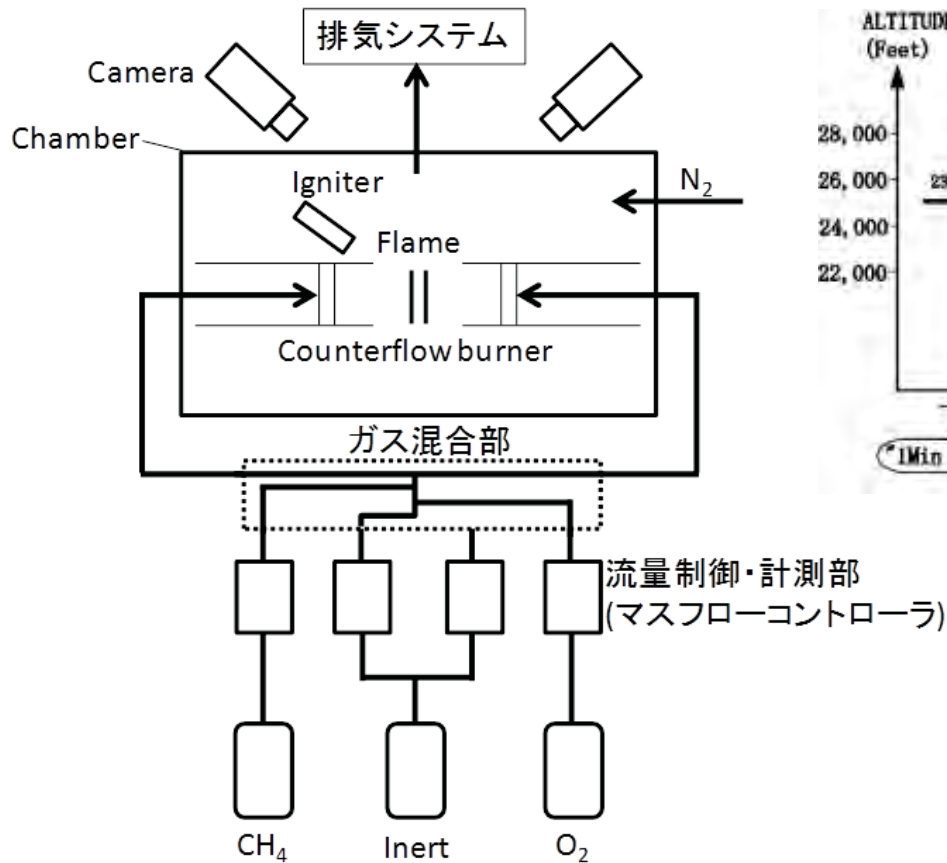 排気システム
Camera
Chamber
Igniter
N₂
Flame
Counterflow burner
ガス混合部
流量制御・計測部
(マスフローコントローラ)
CH₄
Inert
O₂
(Feet)
28,000
26,000
24,000
22,000